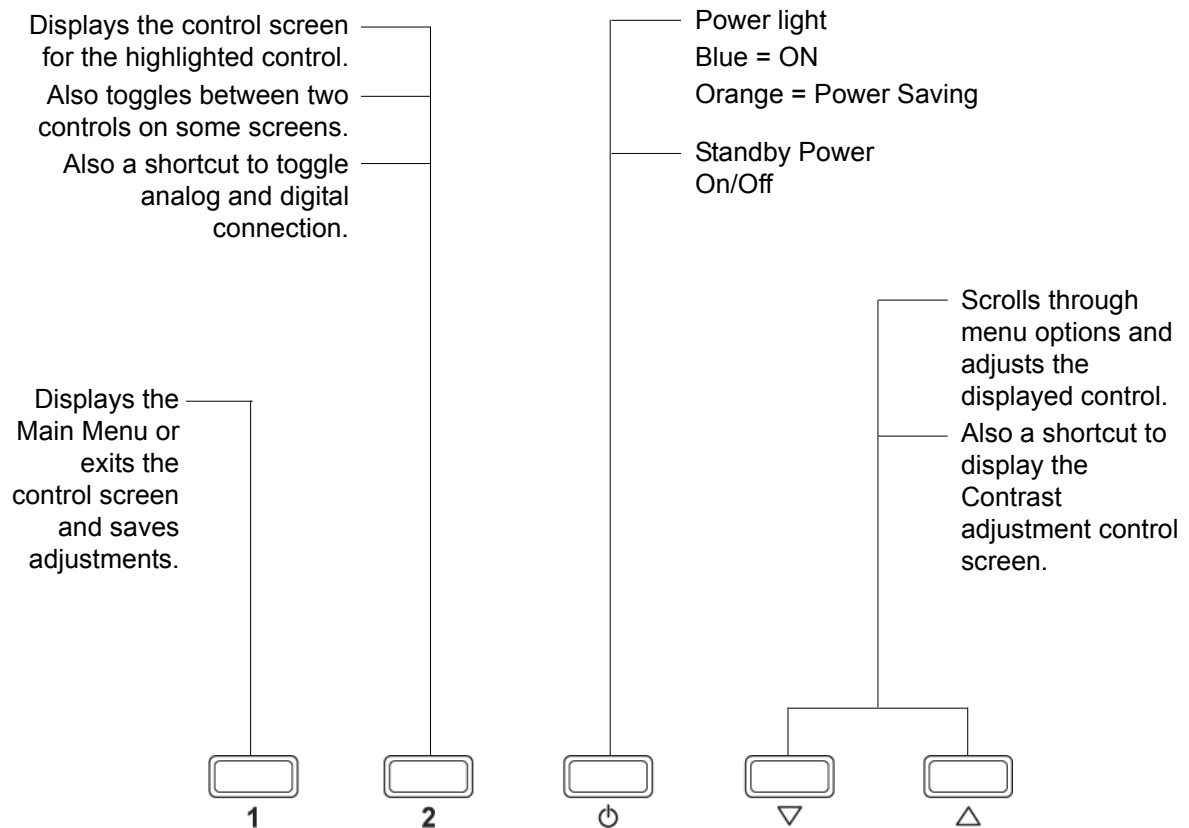 Displays the control screen
for the highlighted control.
Also toggles between two
controls on some screens.
Also a shortcut to toggle
analog and digital
connection.
Power light
Blue = ON
Orange = Power Saving
Standby Power
On/Off
Displays the
Main Menu or
exits the
control screen
and saves
adjustments.
Scrolls through
menu options and
adjusts the
displayed control.
Also a shortcut to
display the
Contrast
adjustment control
screen.
1
2